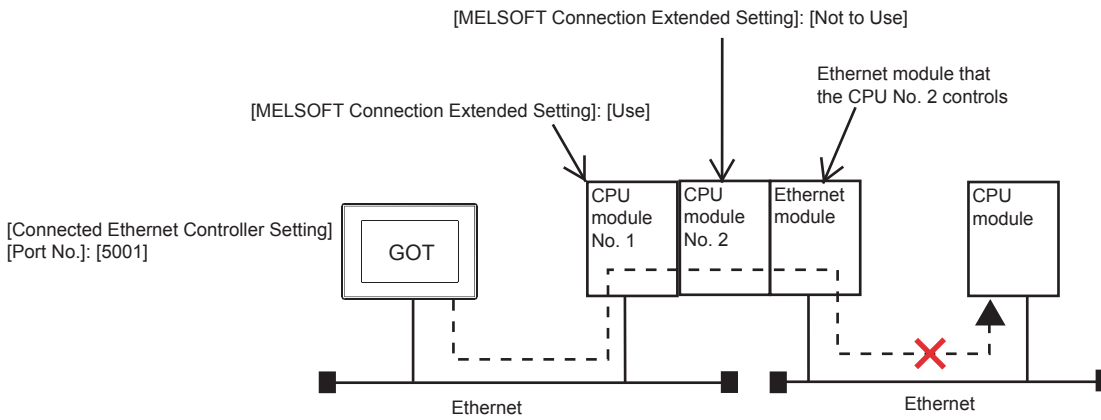 [MELSOFT Connection Extended Setting]: [Not to Use]
Ethernet module that
the CPU No. 2 controls
[MELSOFT Connection Extended Setting]: [Use]
[Connected Ethernet Controller Setting]
[Port No.]: [5001]
GOT
CPU
module
No. 1
CPU
module
No. 2
Ethernet
module
CPU
module
Ethernet
Ethernet